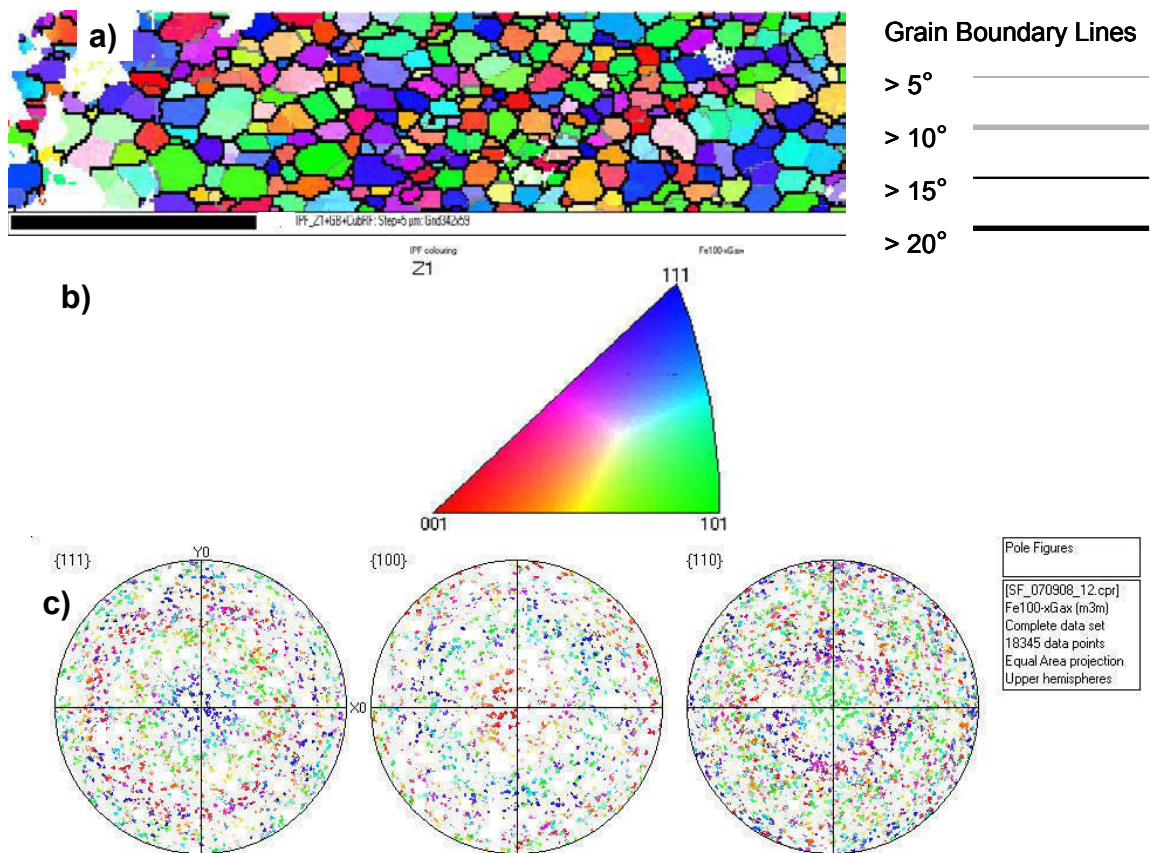 a)
Grain Boundary Lines
> 5°
> 10°
> 15°
> 20°
IPF_Z1+GB+CubRF; Step=5 µm; Grid342x59
IPF colouring
Z1
Fe100-xGax
b)
111
001
101
c)
{111}
Y0
X0
{100}
{110}
Pole Figures
[SF_070908_12.cpr]
Fe100-xGax (m3m)
Complete data set
18345 data points
Equal Area projection
Upper hemispheres